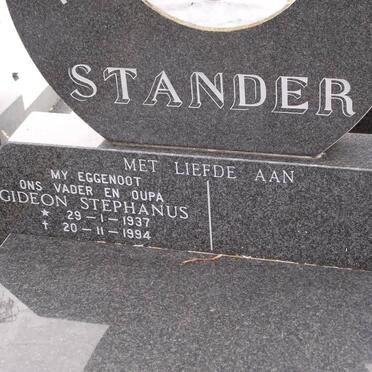 STANDER
MET LIEFDE AAN
MY EGGENOOT
ONS VADER EN OUPA
GIDEON STEPHANUS
* 29-1-1937
† 20-11-1994